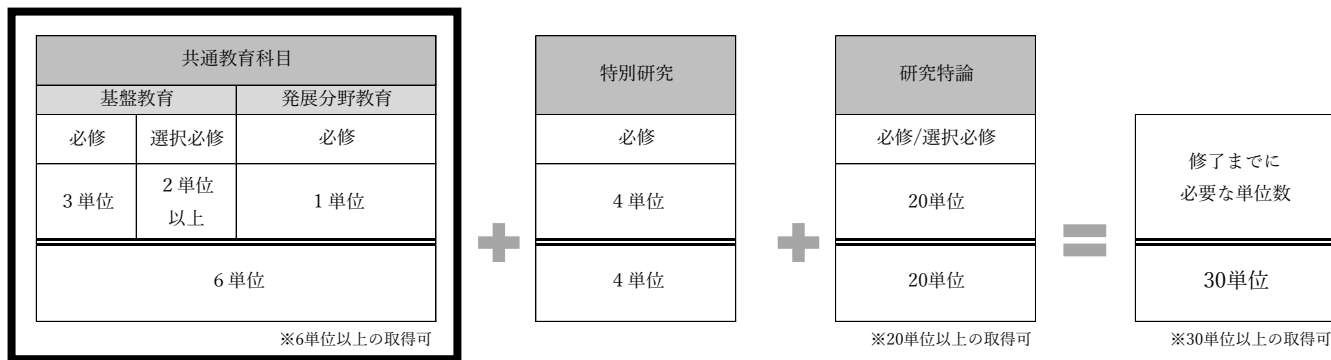 共通教育科目
基盤教育
発展分野教育
必修
選択必修
必修
3単位
2単位
以上
1単位
6単位
※6単位以上の取得可
特別研究
必修
4単位
4単位
研究特論
必修/選択必修
20単位
20単位
※20単位以上の取得可
修了までに
必要な単位数
30単位
※30単位以上の取得可